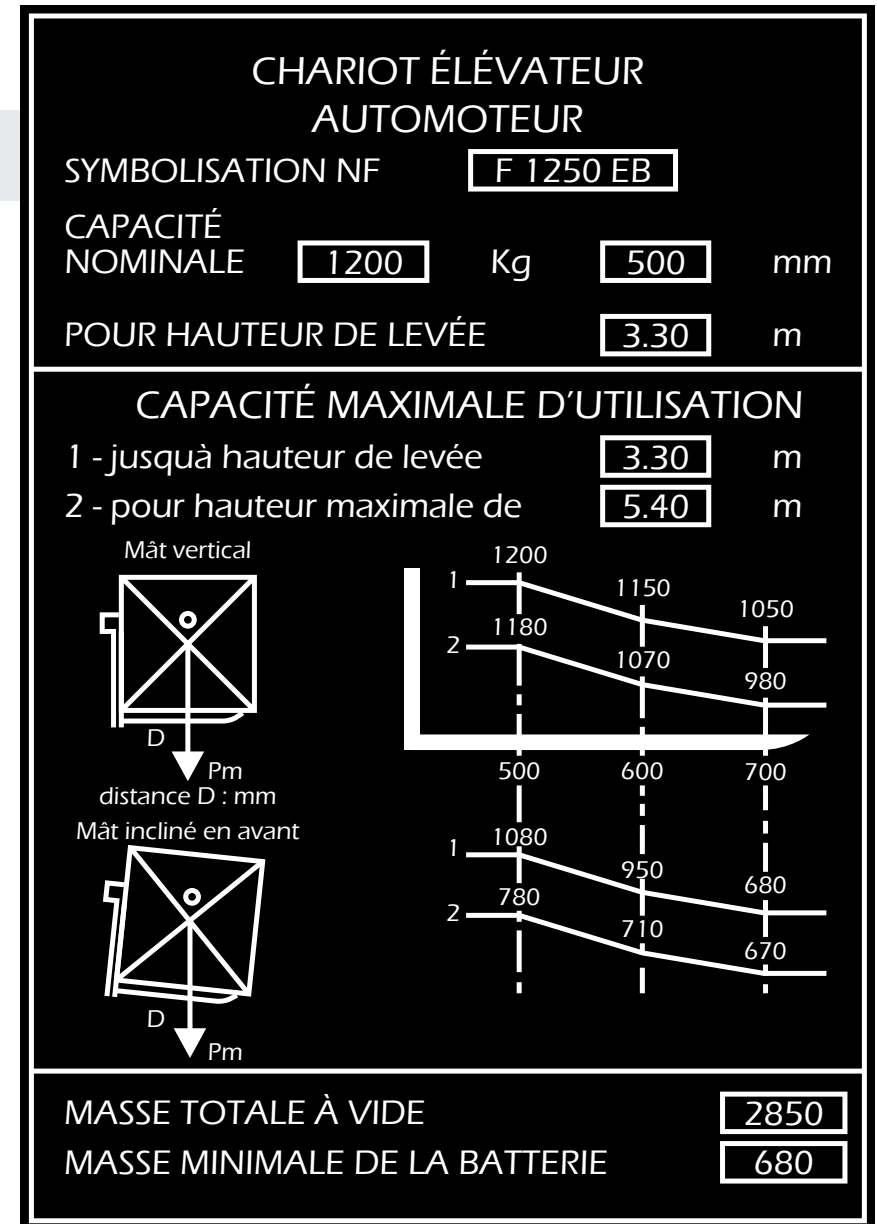 CHARIOT ÉLÉVATEUR
AUTOMOTEUR
SYMBOLISATION NF F 1250 EB
CAPACITÉ
NOMINALE 1200 Kg 500 mm
POUR HAUTEUR DE LEVÉE 3.30 m
CAPACITÉ MAXIMALE D'UTILISATION
1 - jusquà hauteur de levée 3.30 m
2 - pour hauteur maximale de 5.40 m
Mât vertical
D
Pm
distance D : mm
1200
1 1150 1050
1180
2 1070 980
500 600 700
Mât incliné en avant
D
Pm
1080
1 950 680
780
2 710 670
MASSE TOTALE À VIDE 2850
MASSE MINIMALE DE LA BATTERIE 680